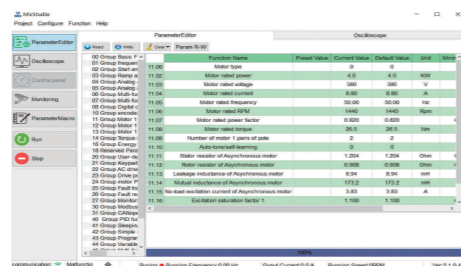 MicStudio
Project Configure Function Help
ParameterEditor
Oscilloscope
Read Write Clear Param R-W
ParameterEditor
Oscilloscope
Control panel
Monitoring
ParameterMacro
Run
Stop
00 Group Basic F
01 Group frequen
02 Group Start an
03 Group Ramp a
04 Group Analog
05 Group Analog
06 Group Multi-fu
07 Group Multi-fu
08 Group Digital
10 Group encode
11 Group Motor 1
12 Group Motor 1
13 Group Motor 1
14 Group Torque
16 Group Energy
18 Reserved Para
20 Group User de
21 Group Keypad
22 Group AC drive
23 Group Drive p
24 Group motor P
25 Group Fault In
26 Group Fault re
27 Group Monitor
30 Group Modbus
31 Group CANope
40 Group PID fu
41 Group Sleepin
42 Group Simple
43 Group Program
44 Group Variable
Function Name Preset Value Current Value Default Value Unit
11.00 Motor type 0 0
11.02 Motor rated power 4.0 4.0 KW
11.03 Motor rated voltage 380 380 V
11.04 Motor rated current 8.80 8.80 A
11.05 Motor rated frequency 50.00 50.00 Hz
11.06 Motor rated RPM 1440 1440 Rpm
11.07 Motor rated power factor 0.820 0.820
11.08 Motor rated torque 26.5 26.5 Nm
11.09 Number of motor 1 pairs of pole 2 2
11.10 Auto-tune/self-learning 0 0
11.11 Stator resistor of Asynchronous motor 1.204 1.204 Ohm
11.12 Rotor resistor of Asynchronous motor 0.908 0.908 Ohm
11.13 Leakage inductance of Asynchronous motor 8.94 8.94 mH
11.14 Mutual inductance of Asynchronous motor 173.2 173.2 mH
11.15 No-load excitation current of Asynchronous motor 3.83 3.83 A
11.16 Excitation saturation factor 1 1.100 1.100
100%
communication: Running Running Frequency:0.00 Hz Output Current:0.0 A Running Speed:0RPM